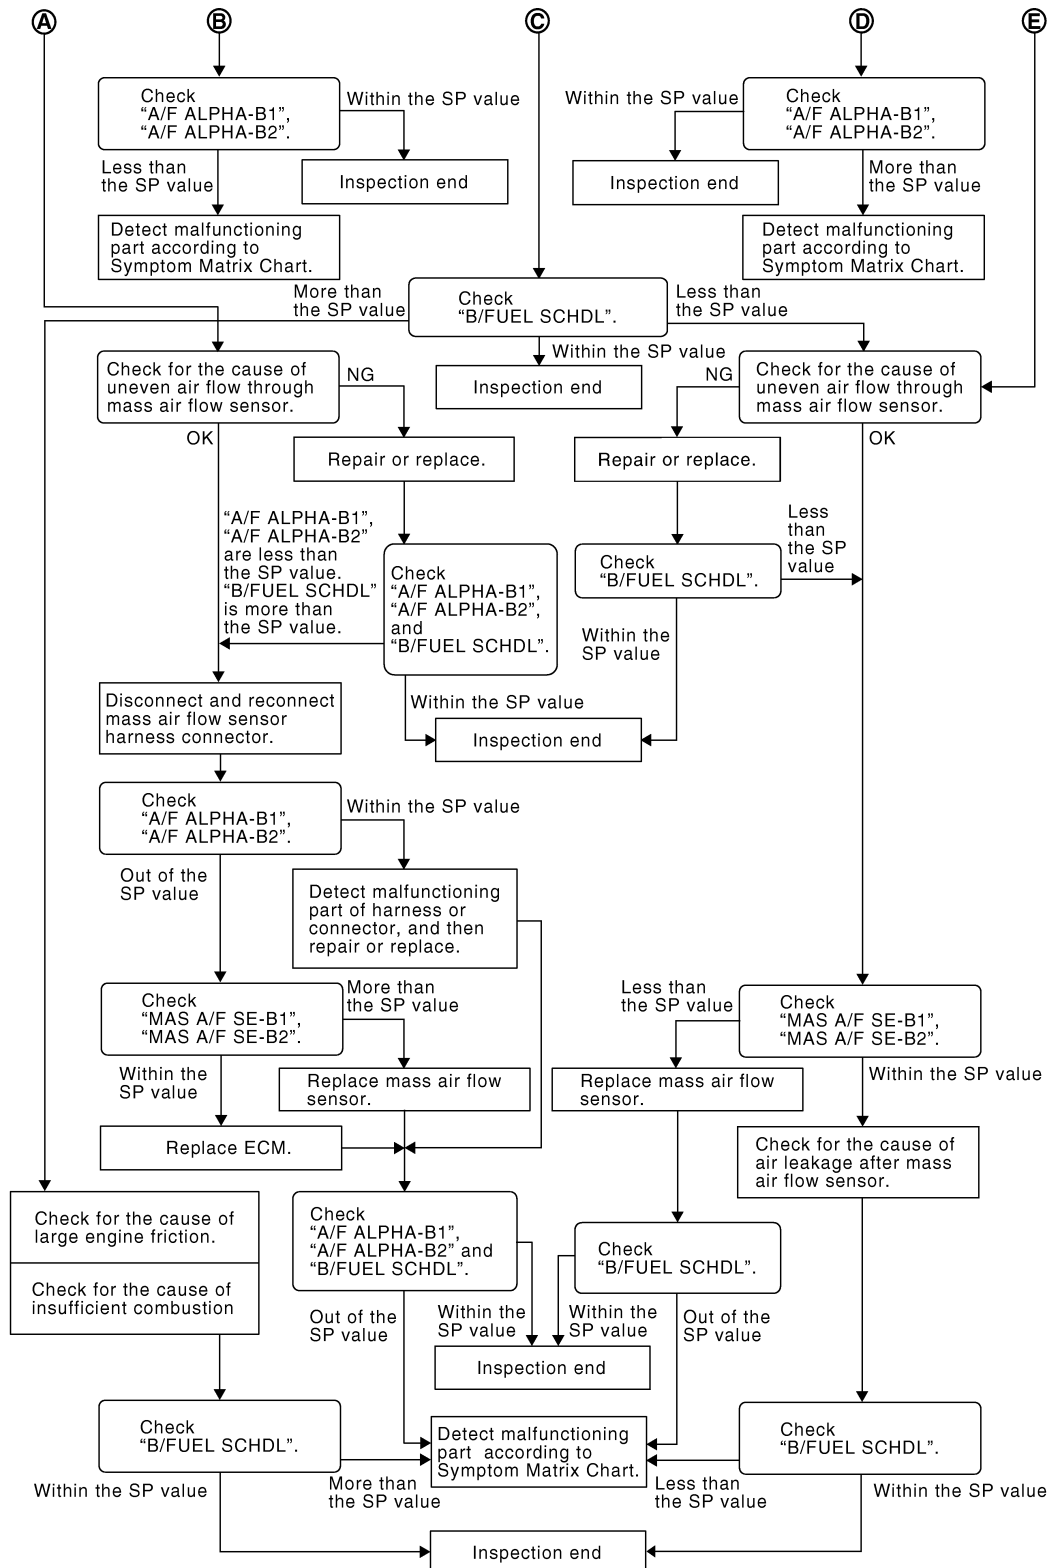 A
B
C
D
E
Check
“A/F ALPHA-B1”,
“A/F ALPHA-B2”.
Within the SP value
Within the SP value
Check
“A/F ALPHA-B1”,
“A/F ALPHA-B2”.
Less than
the SP value
Inspection end
Inspection end
More than
the SP value
Detect malfunctioning
part according to
Symptom Matrix Chart.
Detect malfunctioning
part according to
Symptom Matrix Chart.
More than
the SP value
Check
“B/FUEL SCHDL”.
Less than
the SP value
Within the SP value
Inspection end
Check for the cause of
uneven air flow through
mass air flow sensor.
NG
NG
Check for the cause of
uneven air flow through
mass air flow sensor.
OK
OK
Repair or replace.
Repair or replace.
“A/F ALPHA-B1”,
“A/F ALPHA-B2”
are less than
the SP value.
“B/FUEL SCHDL”
is more than
the SP value.
Check
“A/F ALPHA-B1”,
“A/F ALPHA-B2”,
and
“B/FUEL SCHDL”.
Check
“B/FUEL SCHDL”.
Less
than
the SP
value
Within the
SP value
Disconnect and reconnect
mass air flow sensor
harness connector.
Within the SP value
Inspection end
Check
“A/F ALPHA-B1”,
“A/F ALPHA-B2”.
Within the SP value
Out of the
SP value
Detect malfunctioning
part of harness or
connector, and then
repair or replace.
Check
“MAS A/F SE-B1”,
“MAS A/F SE-B2”.
More than
the SP value
Less than
the SP value
Check
“MAS A/F SE-B1”,
“MAS A/F SE-B2”.
Within the
SP value
Replace mass air flow
sensor.
Replace mass air flow
sensor.
Within the SP value
Replace ECM.
Check for the cause of
air leakage after mass
air flow sensor.
Check for the cause of
large engine friction.
Check for the cause of
insufficient combustion
Check
“A/F ALPHA-B1”,
“A/F ALPHA-B2” and
“B/FUEL SCHDL”.
Check
“B/FUEL SCHDL”.
Out of the
SP value
Within the
SP value
Within the
SP value
Out of the
SP value
Inspection end
Check
“B/FUEL SCHDL”.
Detect malfunctioning
part according to
Symptom Matrix Chart.
Check
“B/FUEL SCHDL”.
Within the SP value
More than
the SP value
Less than
the SP value
Within the SP value
Inspection end